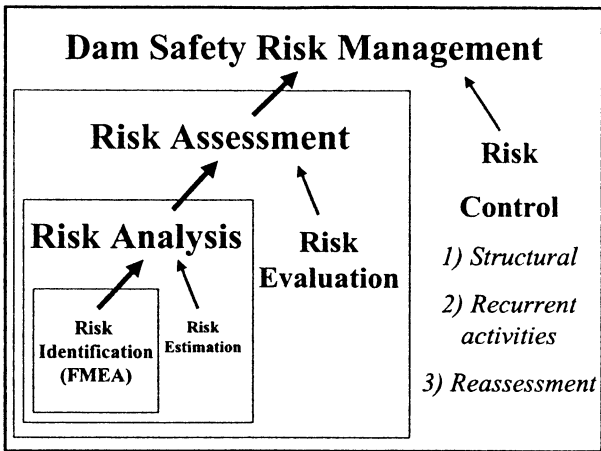 Dam Safety Risk Management
Risk Assessment
Risk Analysis
Risk
Identification
(FMEA)
Risk
Estimation
Risk
Evaluation
Risk
Control
1) Structural
2) Recurrent
activities
3) Reassessment